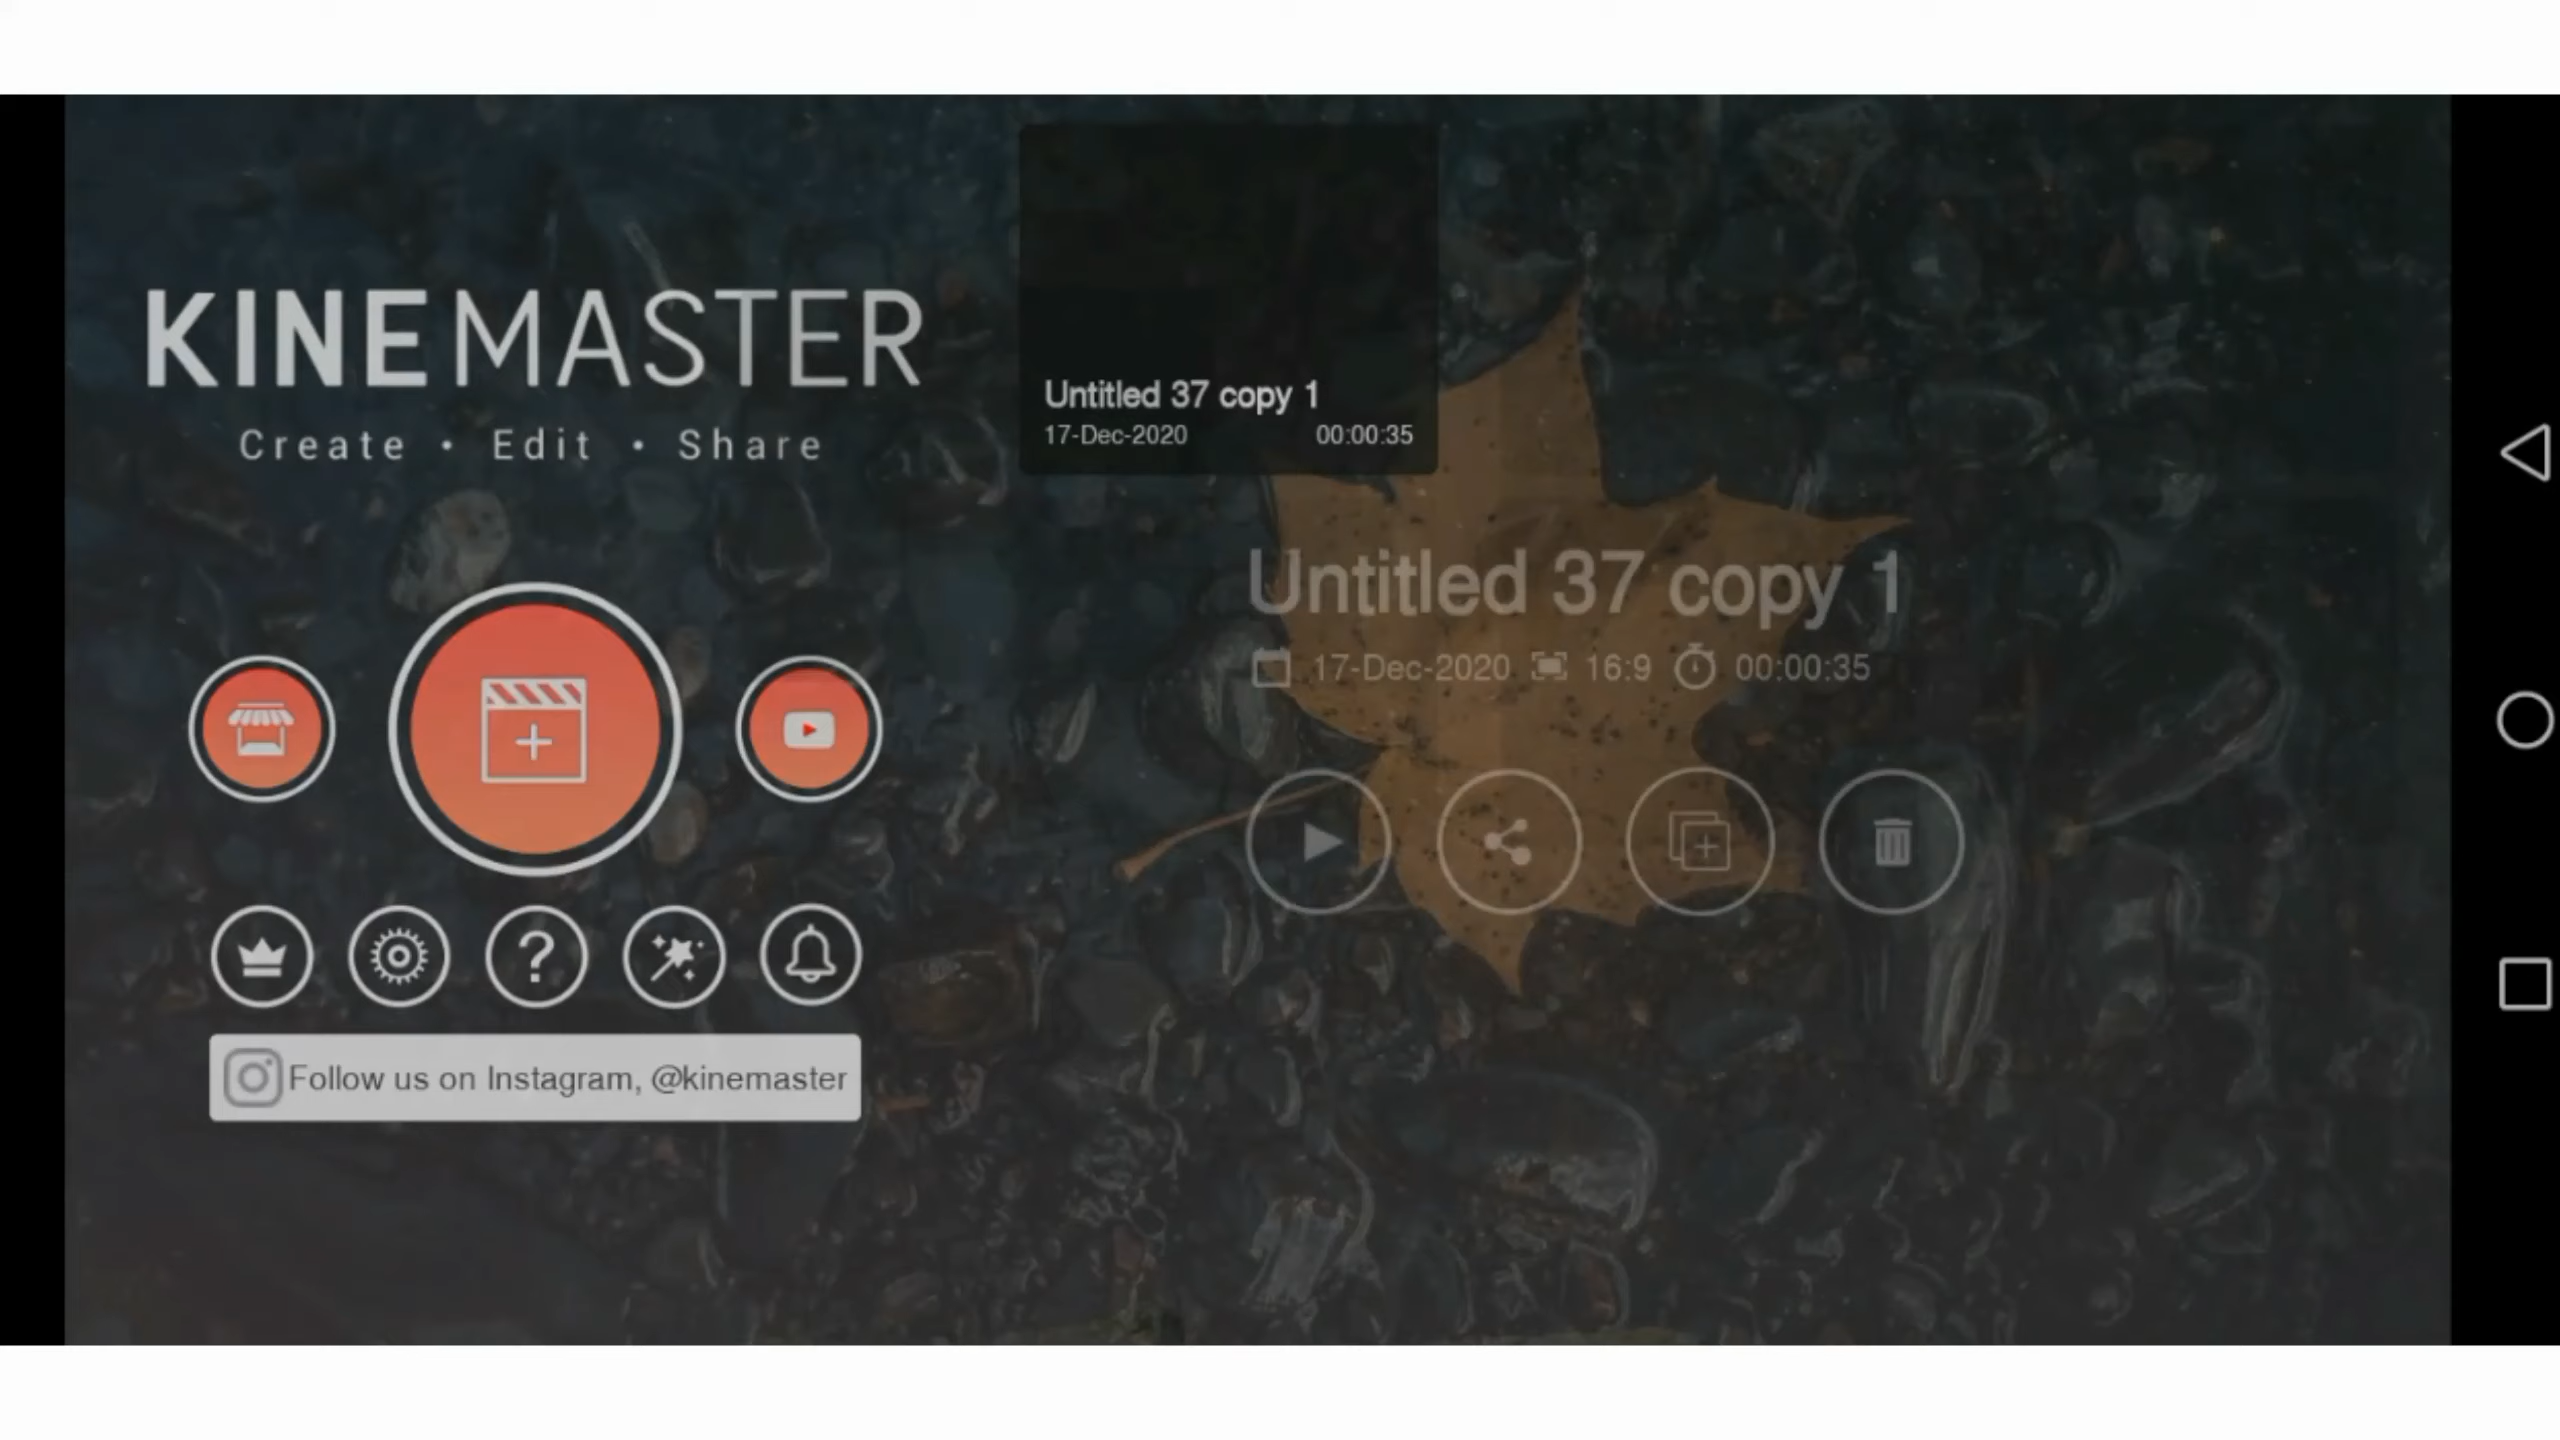 KINEMASTER
Create • Edit • Share
Follow us on Instagram, @kinemaster
Untitled 37 copy 1
17-Dec-2020 00:00:35
Untitled 37 copy 1
17-Dec-2020 16:9 00:00:35